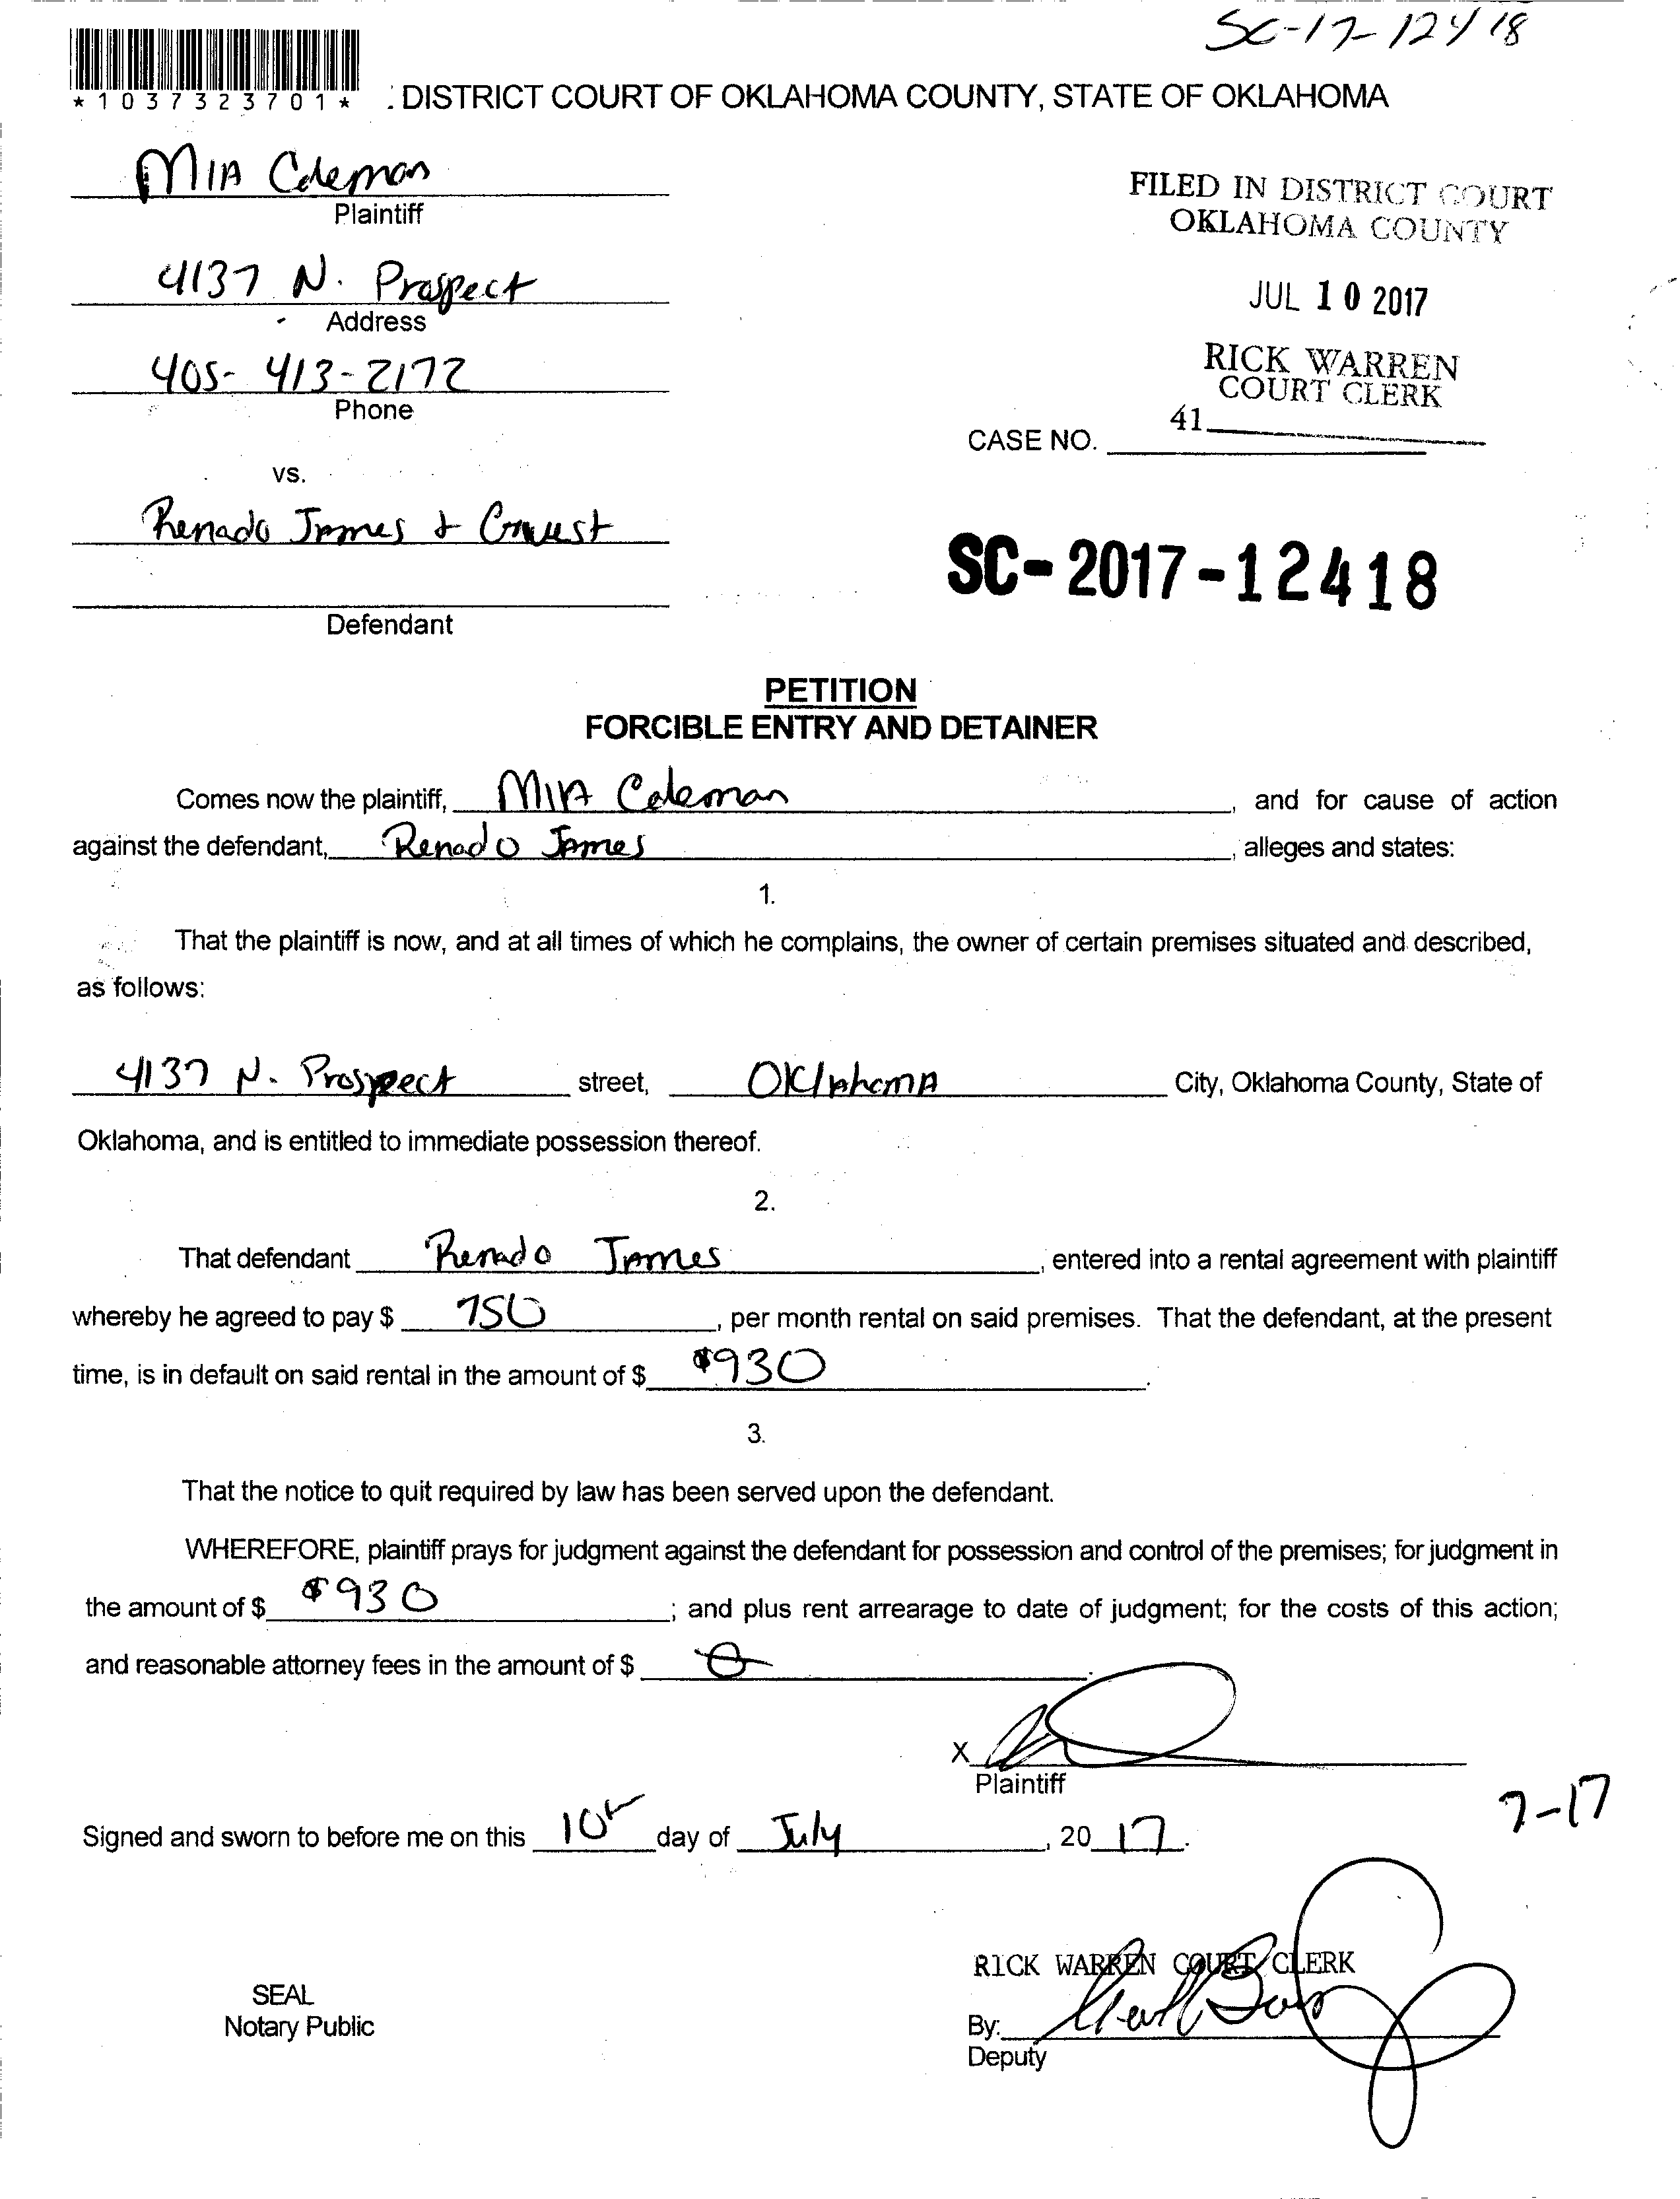 SC-17-12418
*1037323701*
: DISTRICT COURT OF OKLAHOMA COUNTY, STATE OF OKLAHOMA
MIA Coleman
Plaintiff
FILED IN DISTRICT COURT
OKLAHOMA COUNTY
4137 N. Prospect
Address
JUL 10 2017
405-413-2172
Phone
RICK WARREN
COURT CLERK
41
CASE NO.
vs.
Renado James +
SC-2017-12418
Defendant
PETITION
FORCIBLE ENTRY AND DETAINER
Comes now the plaintiff, MIA Coleman, and for cause of action
against the defendant, Renado James, alleges and states:
1.
That the plaintiff is now, and at all times of which he complains, the owner of certain premises situated and described,
as follows:
4137 N. Prospect street, OKlahomA City, Oklahoma County, State of
Oklahoma, and is entitled to immediate possession thereof.
2.
That defendant Renado James, entered into a rental agreement with plaintiff
whereby he agreed to pay $ 750, per month rental on said premises. That the defendant, at the present
time, is in default on said rental in the amount of $ $930.
3.
That the notice to quit required by law has been served upon the defendant.
WHEREFORE, plaintiff prays for judgment against the defendant for possession and control of the premises; for judgment in
the amount of $ $930; and plus rent arrearage to date of judgment; for the costs of this action;
and reasonable attorney fees in the amount of $ 0.
X
Plaintiff
7-17
Signed and sworn to before me on this 10th day of July, 2017.
RICK WARREN COURT CLERK
SEAL
Notary Public
By:
Deputy